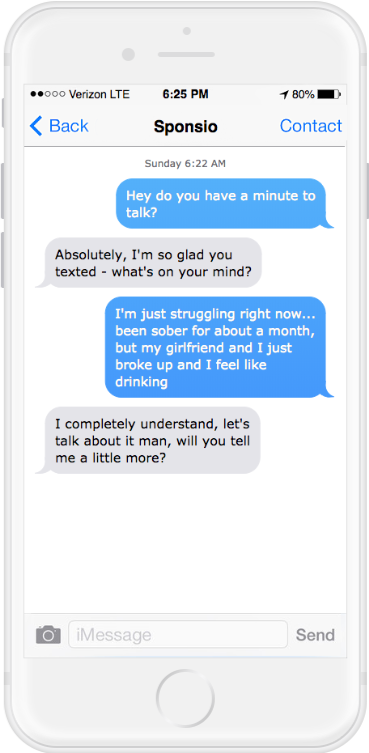 Verizon LTE 6:25 PM 80%
Back Sponsio Contact
Sunday 6:22 AM
Hey do you have a minute to
talk?
Absolutely, I'm so glad you
texted - what's on your mind?
I'm just struggling right now...
been sober for about a month,
but my girlfriend and I just
broke up and I feel like
drinking
I completely understand, let's
talk about it man, will you tell
me a little more?
iMessage Send